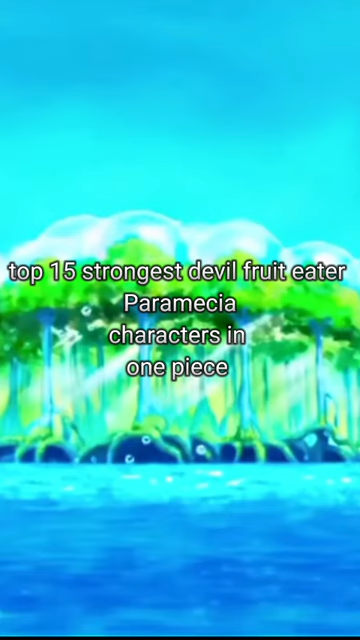 top 15 strongest devil fruit eater
Paramecia
characters in
one piece